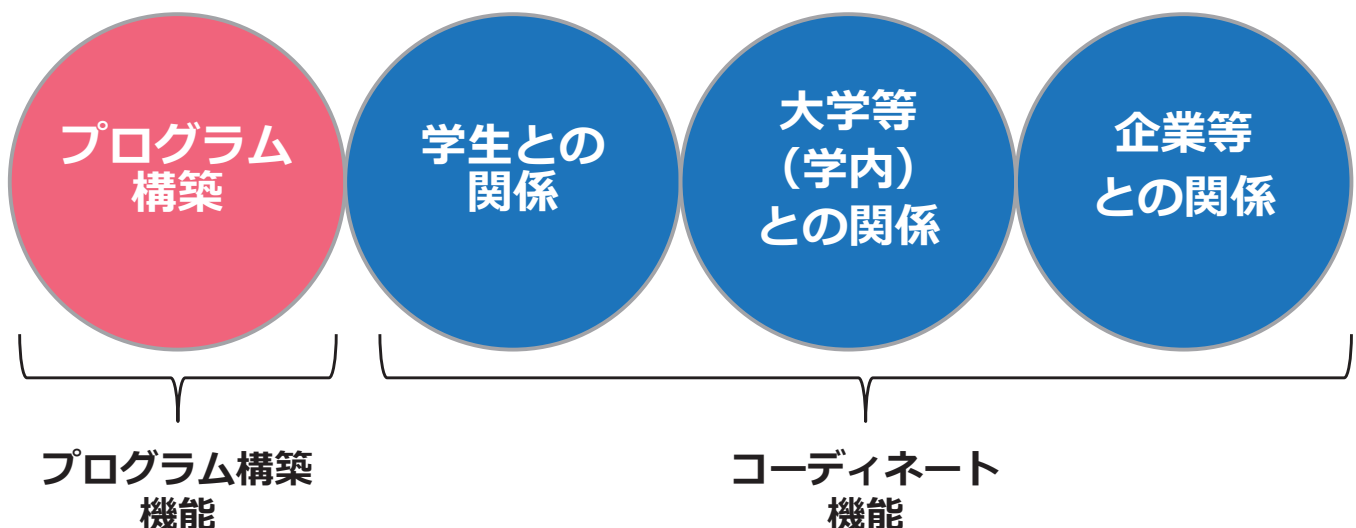 プログラム
構築
学生との
関係
大学等
（学内）
との関係
企業等
との関係
プログラム構築
機能
コーディネート
機能